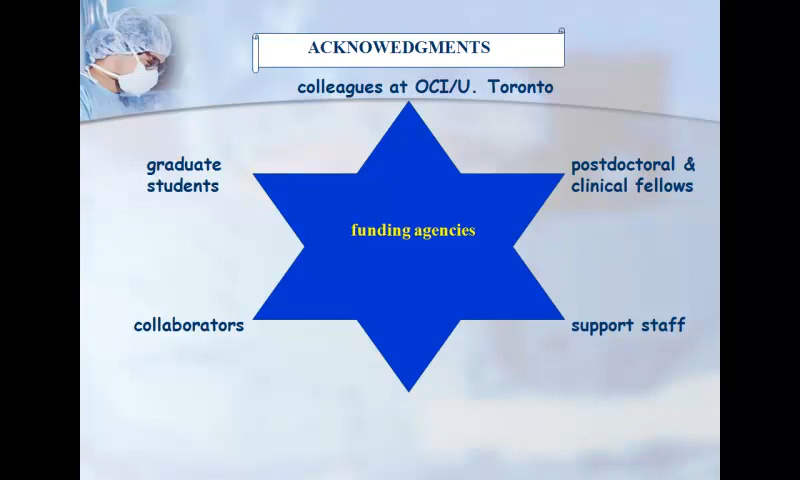 ACKNOWEDGMENTS
colleagues at OCI/U. Toronto
graduate
students
postdoctoral &
clinical fellows
funding agencies
collaborators
support staff